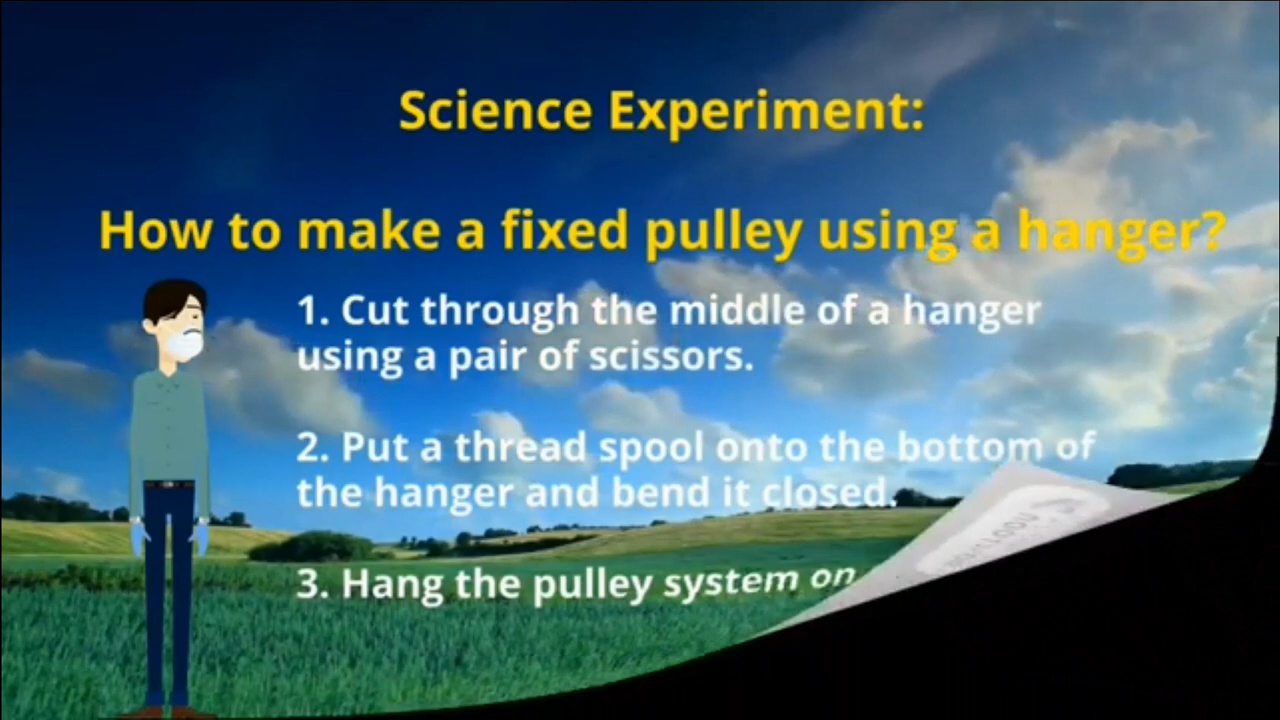 Science Experiment:
How to make a fixed pulley using a hanger?
1. Cut through the middle of a hanger
using a pair of scissors.
2. Put a thread spool onto the bottom of
the hanger and bend it closed.
3. Hang the pulley system on